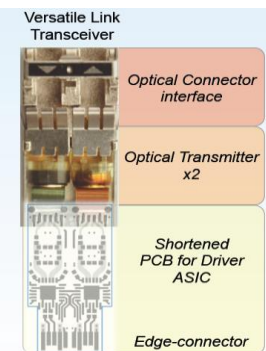 Versatile Link
Transceiver
Optical Connector
interface
Optical Transmitter
x2
Shortened
PCB for Driver
ASIC
Edge-connector